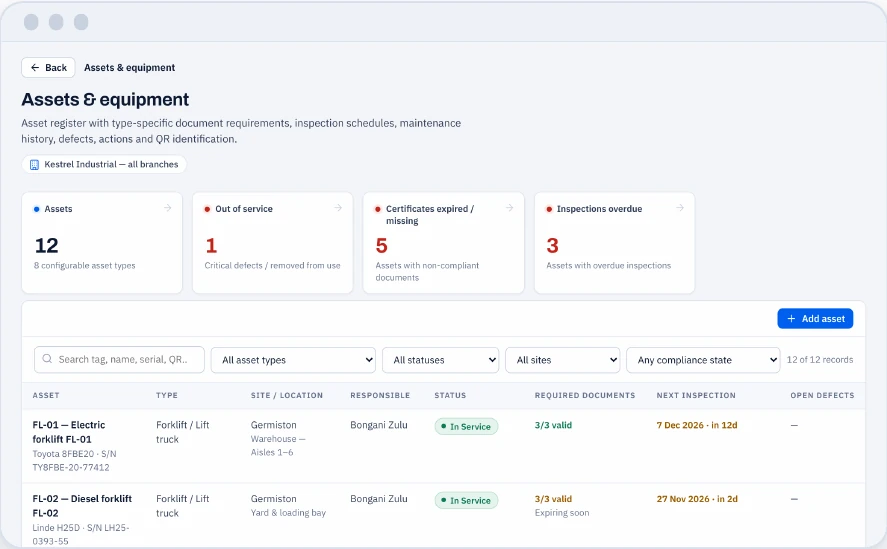 ← Back Assets & equipment
Assets & equipment
Asset register with type-specific document requirements, inspection schedules, maintenance
history, defects, actions and QR identification.
Kestrel Industrial — all branches
Assets →
12
8 configurable asset types
Out of service →
1
Critical defects / removed from use
Certificates expired / →
missing
5
Assets with non-compliant
documents
Inspections overdue →
3
Assets with overdue inspections
+ Add asset
Search tag, name, serial, QR.. All asset types All statuses All sites Any compliance state 12 of 12 records
ASSET TYPE SITE / LOCATION RESPONSIBLE STATUS REQUIRED DOCUMENTS NEXT INSPECTION OPEN DEFECTS
FL-01 — Electric
forklift FL-01
Toyota 8FBE20 · S/N
TY8FBE-20-77412
Forklift / Lift
truck
Germiston
Warehouse —
Aisles 1–6
Bongani Zulu
In Service
3/3 valid
7 Dec 2026 · in 12d
—
FL-02 — Diesel forklift
FL-02
Linde H25D · S/N LH25-
0393-55
Forklift / Lift
truck
Germiston
Yard & loading bay
Bongani Zulu
In Service
3/3 valid
Expiring soon
27 Nov 2026 · in 2d
—